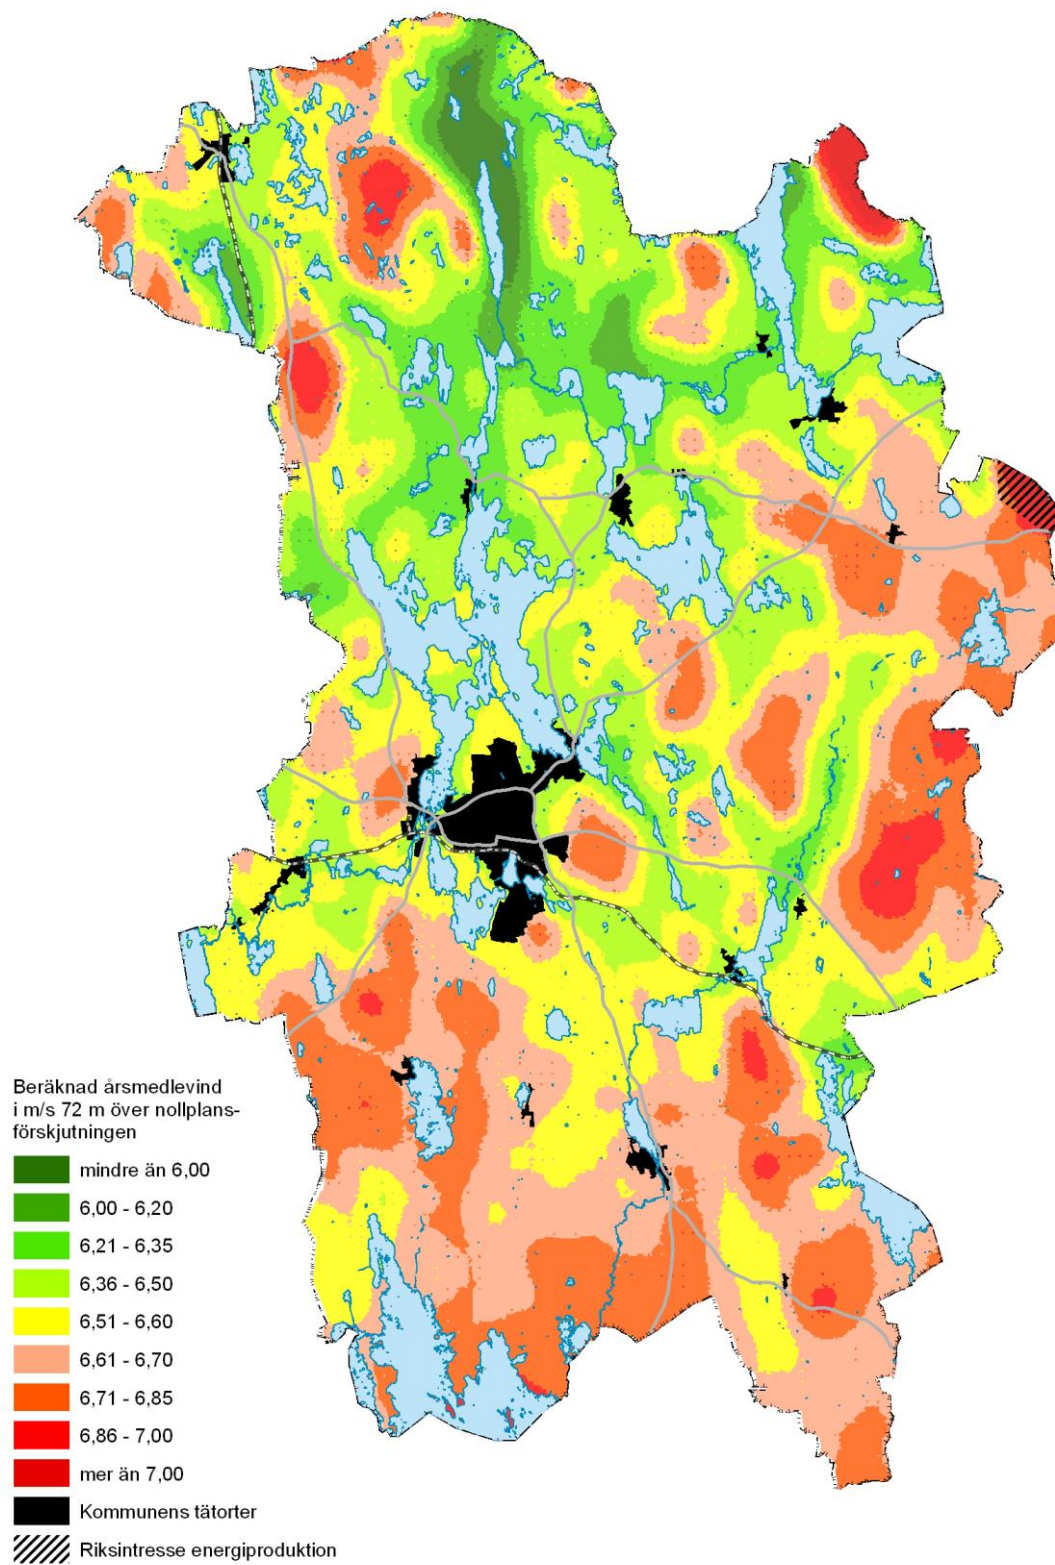 Beräknad årsmedlevind
i m/s 72 m över nollplans-
förskjutningen
mindre än 6,00
6,00 - 6,20
6,21 - 6,35
6,36 - 6,50
6,51 - 6,60
6,61 - 6,70
6,71 - 6,85
6,86 - 7,00
mer än 7,00
Kommunens tätorter
Riksintresse energiproduktion